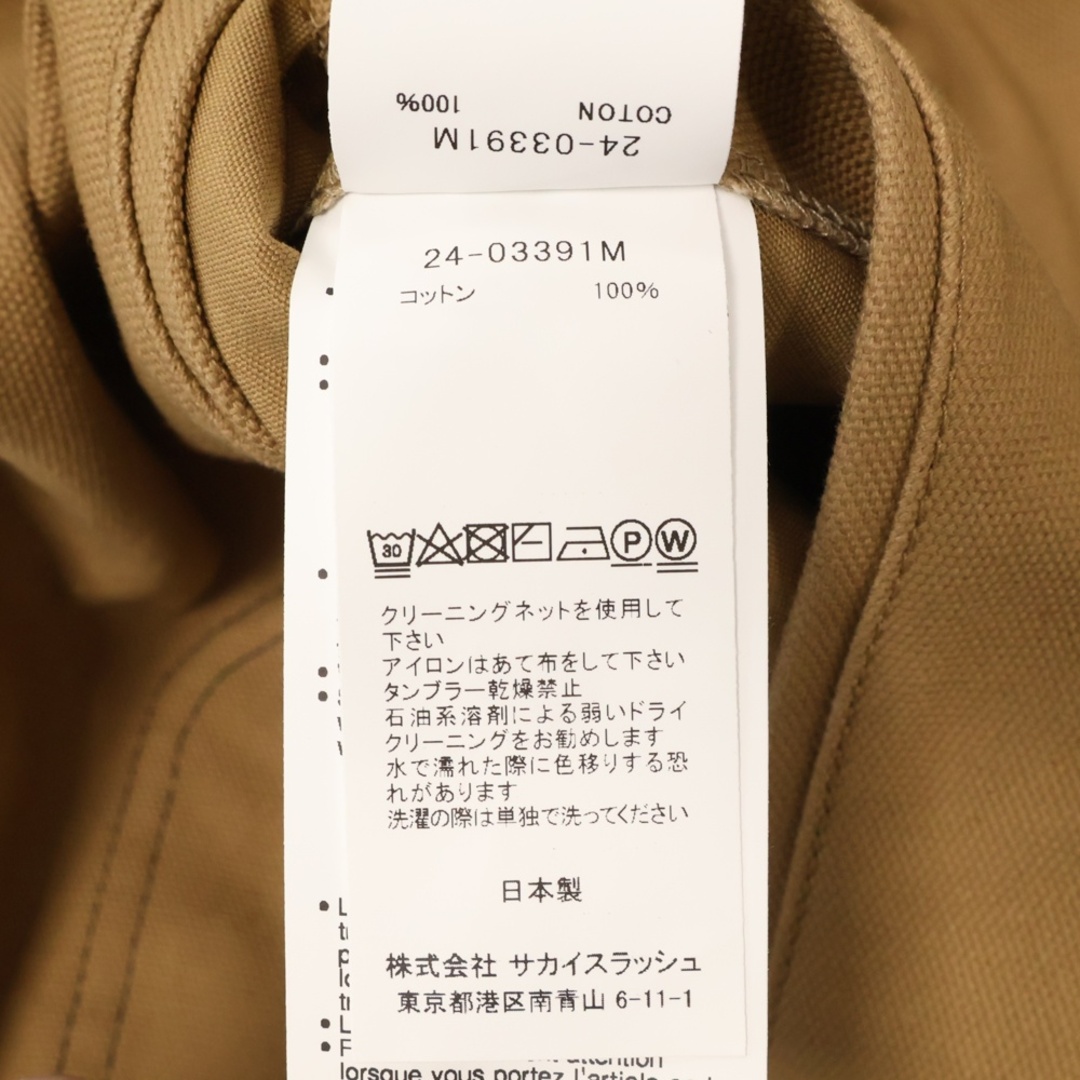 24-03391M
COTON 100%
24-03391M
コットン 100%
30
P
W
クリーニングネットを使用して
下さい
アイロンはあて布をして下さい
タンブラー乾燥禁止
石油系溶剤による弱いドライ
クリーニングをお勧めします
水で濡れた際に色移りする恐
れがあります
洗濯の際は単独で洗ってください
日本製
株式会社 サカイスラッシュ
東京都港区南青山 6-11-1
attention
lorsque vous portez l'article